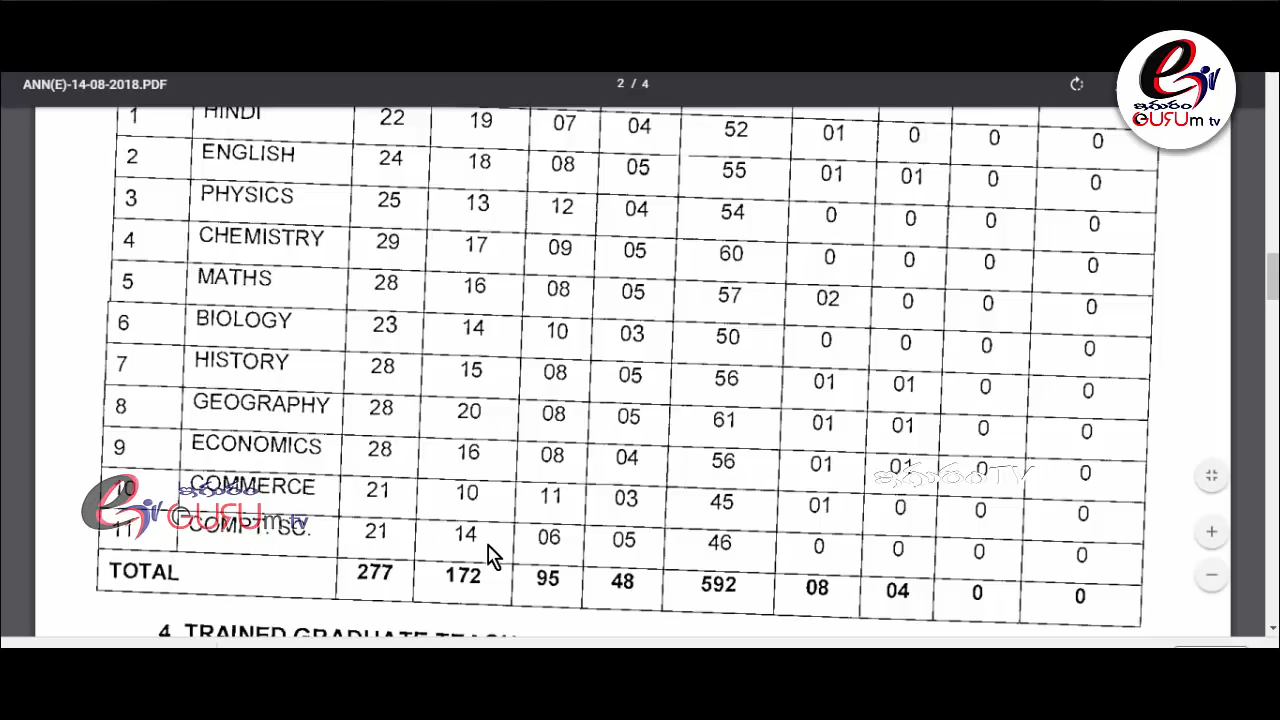 ANN(E)-14-08-2018.PDF 2 / 4
ఇగురం
GURUm tv
1 HINDI 22 19 07 04 52 01 0 0 0
2 ENGLISH 24 18 08 05 55 01 01 0 0
3 PHYSICS 25 13 12 04 54 0 0 0 0
4 CHEMISTRY 29 17 09 05 60 0 0 0 0
5 MATHS 28 16 08 05 57 02 0 0 0
6 BIOLOGY 23 14 10 03 50 0 0 0 0
7 HISTORY 28 15 08 05 56 01 01 0 0
8 GEOGRAPHY 28 20 08 05 61 01 01 0 0
9 ECONOMICS 28 16 08 04 56 01 01 0 0
10 COMMERCE 21 10 11 03 45 01 0 0 0
11 COMPT. SC. 21 14 06 05 46 0 0 0 0
TOTAL 277 172 95 48 592 08 04 0 0
4 TRAINED GRADUATE